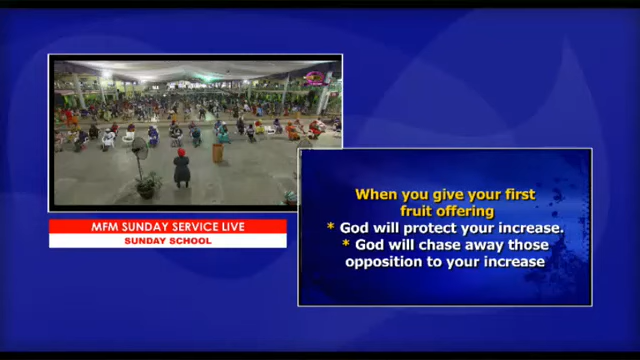 MFM SUNDAY SERVICE LIVE
SUNDAY SCHOOL
When you give your first
fruit offering
* God will protect your increase.
* God will chase away those
opposition to your increase